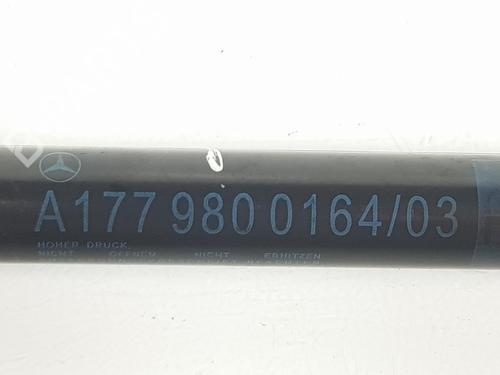 A177 980 0164/03
HOHER DRUCK.
NICHT ÖFFNEN NICHT ERHITZEN